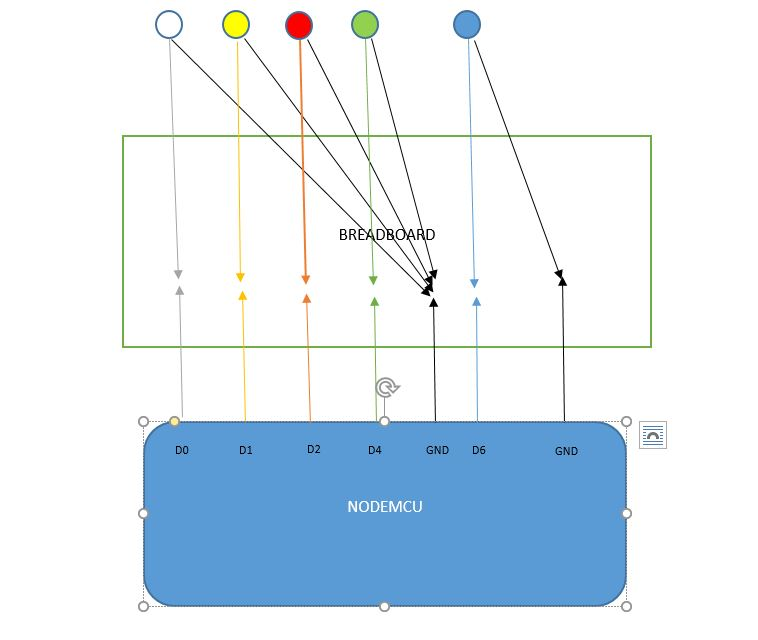 BREADBOARD
D0 D1 D2 D4 GND D6 GND
NODEMCU